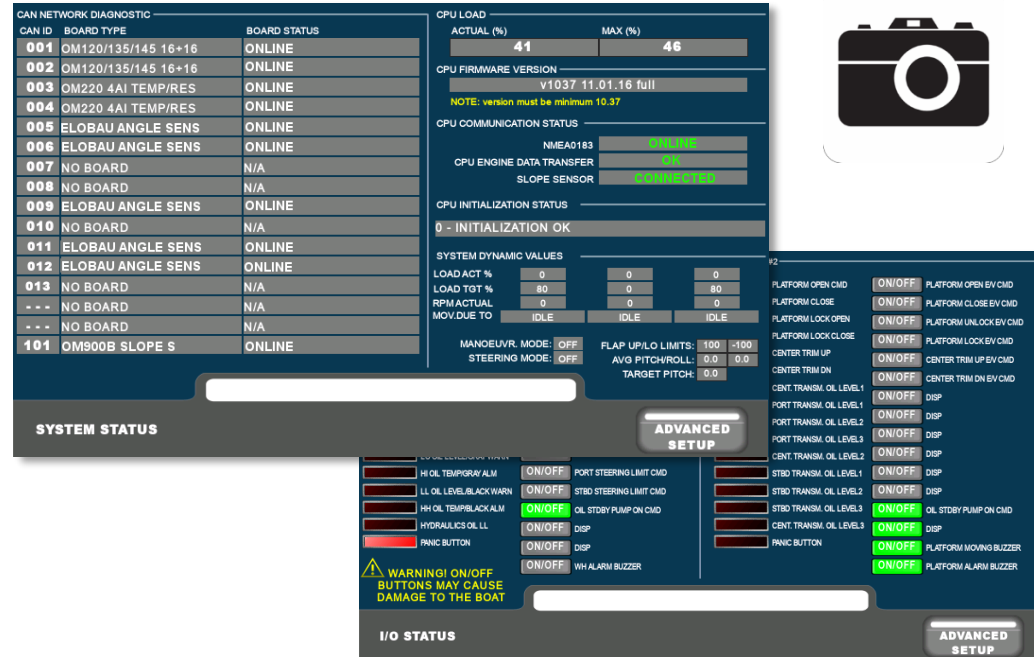 CAN NETWORK DIAGNOSTIC
CAN ID BOARD TYPE BOARD STATUS
001 OM120/135/145 16+16 ONLINE
002 OM120/135/145 16+16 ONLINE
003 OM220 4AI TEMP/RES ONLINE
004 OM220 4AI TEMP/RES ONLINE
005 ELOBAU ANGLE SENS ONLINE
006 ELOBAU ANGLE SENS ONLINE
007 NO BOARD N/A
008 NO BOARD N/A
009 ELOBAU ANGLE SENS ONLINE
010 NO BOARD N/A
011 ELOBAU ANGLE SENS ONLINE
012 ELOBAU ANGLE SENS ONLINE
013 NO BOARD N/A
--- NO BOARD N/A
--- NO BOARD N/A
101 OM900B SLOPE S ONLINE
CPU LOAD
ACTUAL (%) MAX (%)
41 46
CPU FIRMWARE VERSION
v1037 11.01.16 full
NOTE: version must be minimum 10.37
CPU COMMUNICATION STATUS
NMEA0183 ONLINE
CPU ENGINE DATA TRANSFER OK
SLOPE SENSOR CONNECTED
CPU INITIALIZATION STATUS
0 - INITIALIZATION OK
SYSTEM DYNAMIC VALUES
LOAD ACT % 0 0 0
LOAD TGT % 80 0 80
RPM ACTUAL 0 0 0
MOV.DUE TO IDLE IDLE IDLE
MANOEUVR. MODE: OFF FLAP UP/LO LIMITS: 100 -100
STEERING MODE: OFF AVG PITCH/ROLL: 0.0 0.0
TARGET PITCH: 0.0
SYSTEM STATUS
ADVANCED
SETUP
#2
PLATFORM OPEN CMD ON/OFF PLATFORM OPEN E/V CMD
PLATFORM CLOSE ON/OFF PLATFORM CLOSE E/V CMD
PLATFORM LOCK OPEN ON/OFF PLATFORM UNLOCK E/V CMD
PLATFORM LOCK CLOSE ON/OFF PLATFORM LOCK E/V CMD
CENTER TRIM UP ON/OFF CENTER TRIM UP E/V CMD
CENTER TRIM DN ON/OFF CENTER TRIM DN E/V CMD
CENT. TRANSM. OIL LEVEL1 ON/OFF DISP
PORT TRANSM. OIL LEVEL1 ON/OFF DISP
PORT TRANSM. OIL LEVEL2 ON/OFF DISP
PORT TRANSM. OIL LEVEL3 ON/OFF DISP
CENT. TRANSM. OIL LEVEL2 ON/OFF DISP
HI OIL TEMP/GRAY ALM ON/OFF PORT STEERING LIMIT CMD STBD TRANSM. OIL LEVEL1 ON/OFF DISP
LL OIL LEVEL/BLACK WARN ON/OFF STBD STEERING LIMIT CMD STBD TRANSM. OIL LEVEL2 ON/OFF DISP
HH OIL TEMP/BLACK ALM ON/OFF OIL STDBY PUMP ON CMD STBD TRANSM. OIL LEVEL3 ON/OFF OIL STDBY PUMP ON CMD
HYDRAULICS OIL LL ON/OFF DISP CENT. TRANSM. OIL LEVEL3 ON/OFF DISP
PANIC BUTTON ON/OFF DISP PANIC BUTTON ON/OFF PLATFORM MOVING BUZZER
ON/OFF WH ALARM BUZZER ON/OFF PLATFORM ALARM BUZZER
WARNING! ON/OFF
BUTTONS MAY CAUSE
DAMAGE TO THE BOAT
I/O STATUS
ADVANCED
SETUP